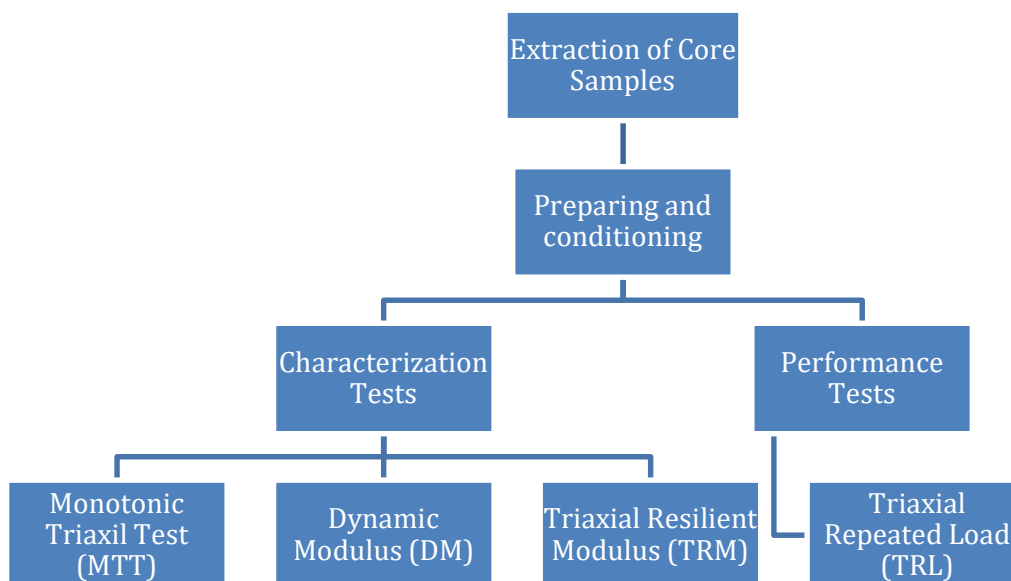 Extraction of Core
Samples
Preparing and
conditioning
Characterization
Tests
Performance
Tests
Monotonic
Triaxil Test
(MTT)
Dynamic
Modulus (DM)
Triaxial Resilient
Modulus (TRM)
Triaxial
Repeated Load
(TRL)